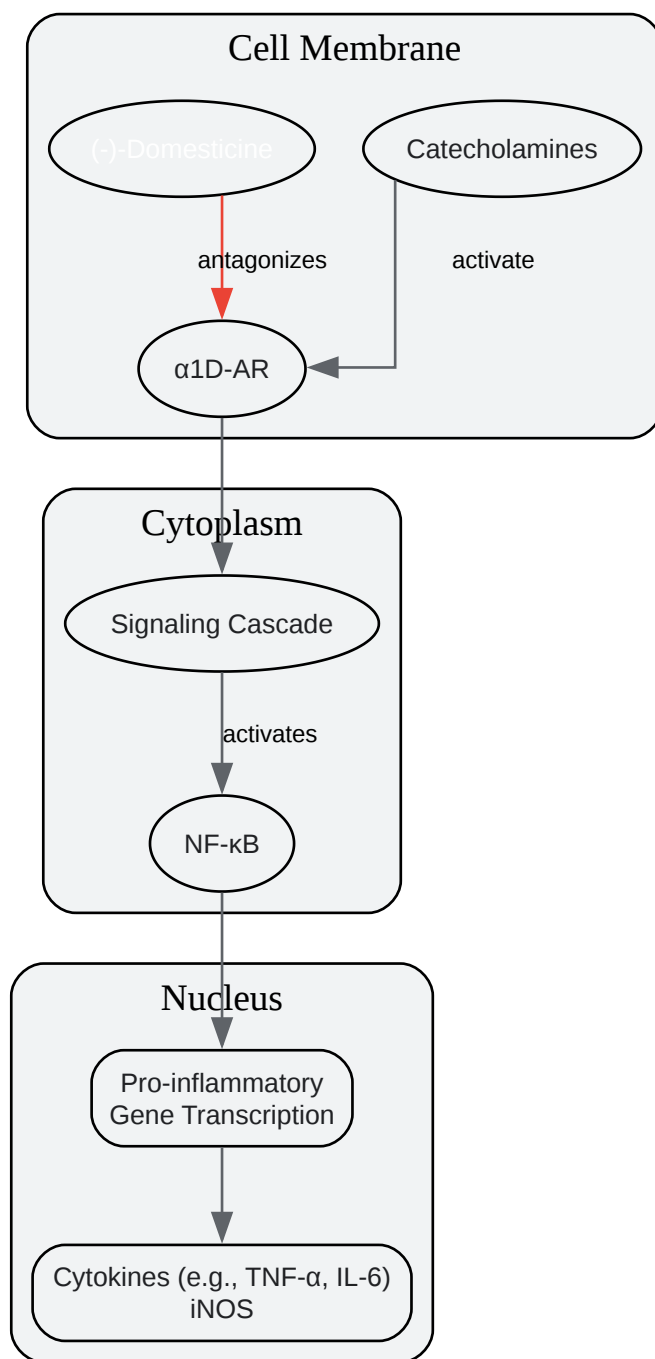 Cell Membrane
(-)-Domesticine
Catecholamines
antagonizes
activate
α1D-AR
Cytoplasm
Signaling Cascade
activates
NF-κB
Nucleus
Pro-inflammatory
Gene Transcription
Cytokines (e.g., TNF-α, IL-6)
iNOS